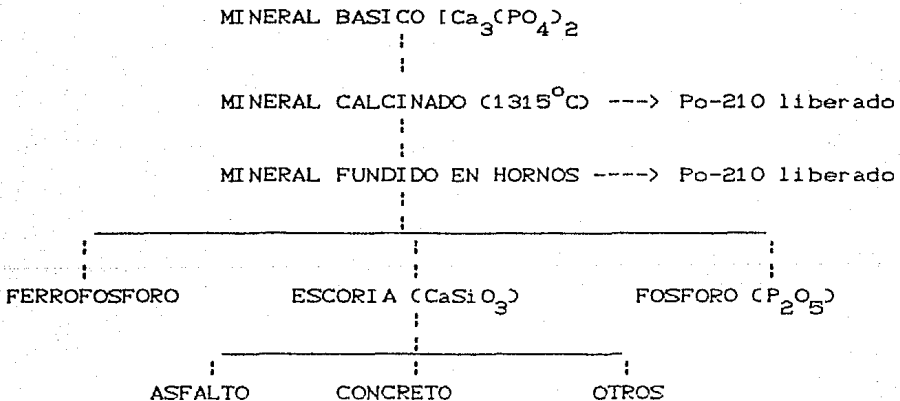 MINERAL BASICO [Ca3(PO4)2
MINERAL CALCINADO (1315°C) ---> Po-210 liberado
MINERAL FUNDIDO EN HORNOS ----> Po-210 liberado
FERROFOSFORO ESCORIA (CaSiO3) FOSFORO (P2O5)
ASFALTO CONCRETO OTROS